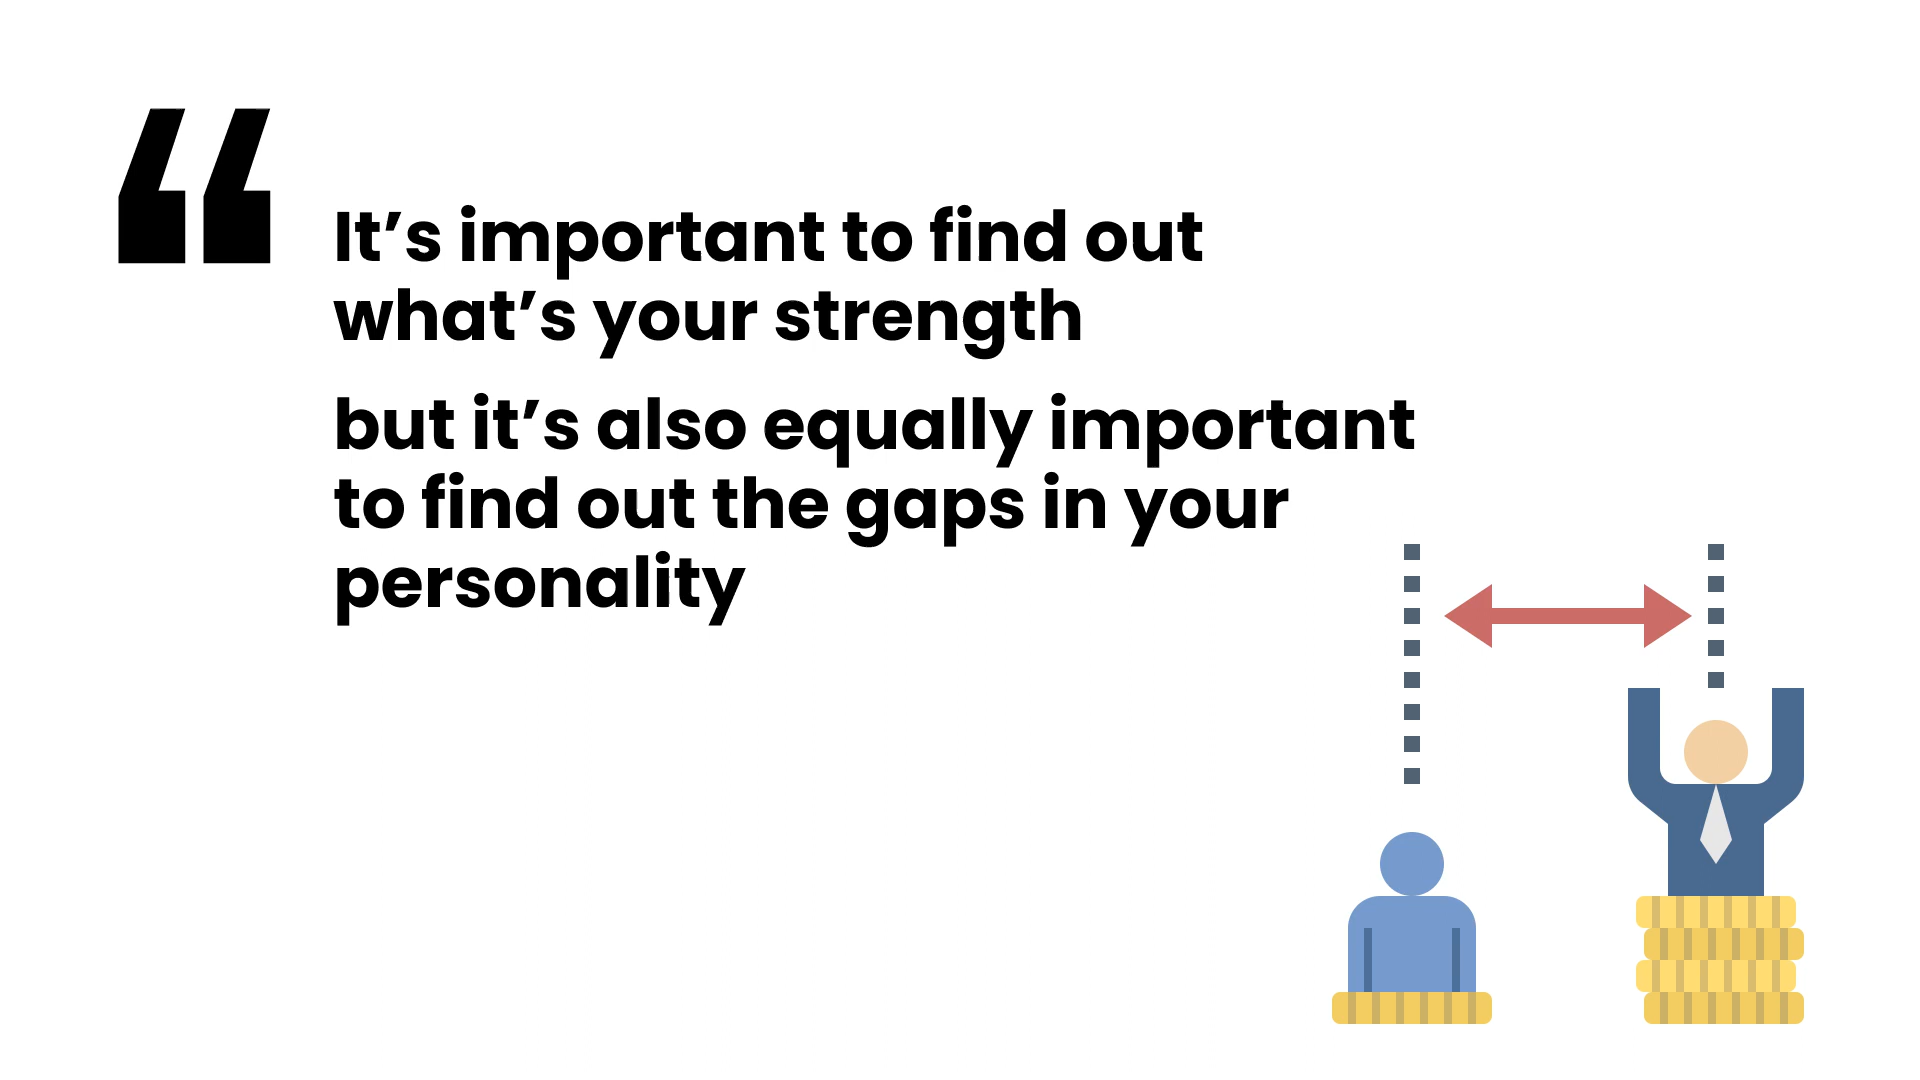 “
It’s important to find out
what’s your strength
but it’s also equally important
to find out the gaps in your
personality